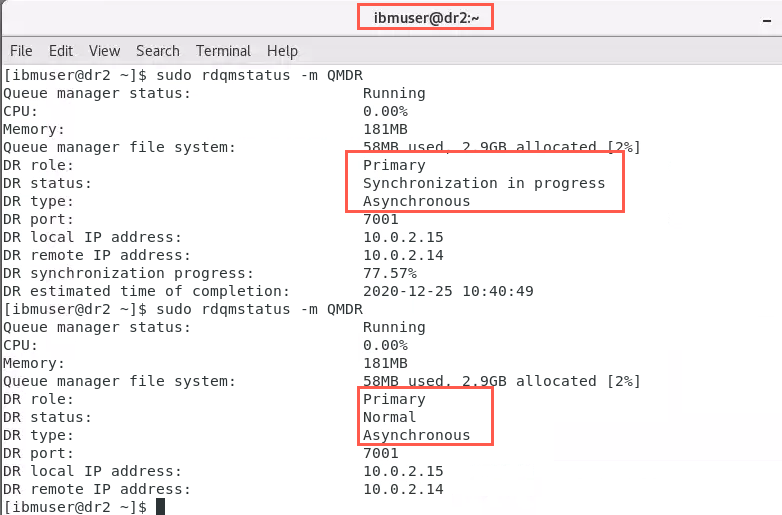 ibmuser@dr2:~
File Edit View Search Terminal Help
[ibmuser@dr2 ~]$ sudo rdqmstatus -m QMDR
Queue manager status: Running
CPU: 0.00%
Memory: 181MB
Queue manager file system: 58MB used, 2.9GB allocated [2%]
DR role: Primary
DR status: Synchronization in progress
DR type: Asynchronous
DR port: 7001
DR local IP address: 10.0.2.15
DR remote IP address: 10.0.2.14
DR synchronization progress: 77.57%
DR estimated time of completion: 2020-12-25 10:40:49
[ibmuser@dr2 ~]$ sudo rdqmstatus -m QMDR
Queue manager status: Running
CPU: 0.00%
Memory: 181MB
Queue manager file system: 58MB used, 2.9GB allocated [2%]
DR role: Primary
DR status: Normal
DR type: Asynchronous
DR port: 7001
DR local IP address: 10.0.2.15
DR remote IP address: 10.0.2.14
[ibmuser@dr2 ~]$